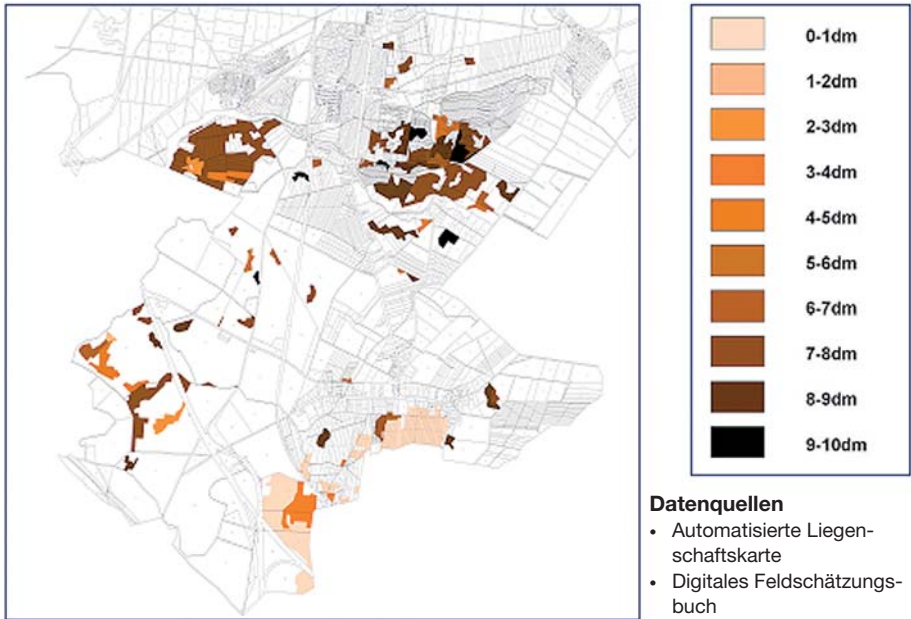 0-1dm
1-2dm
2-3dm
3-4dm
4-5dm
5-6dm
6-7dm
7-8dm
8-9dm
9-10dm
Datenquellen
• Automatisierte Liegen-
schaftskarte
• Digitales Feldschätzungs-
buch